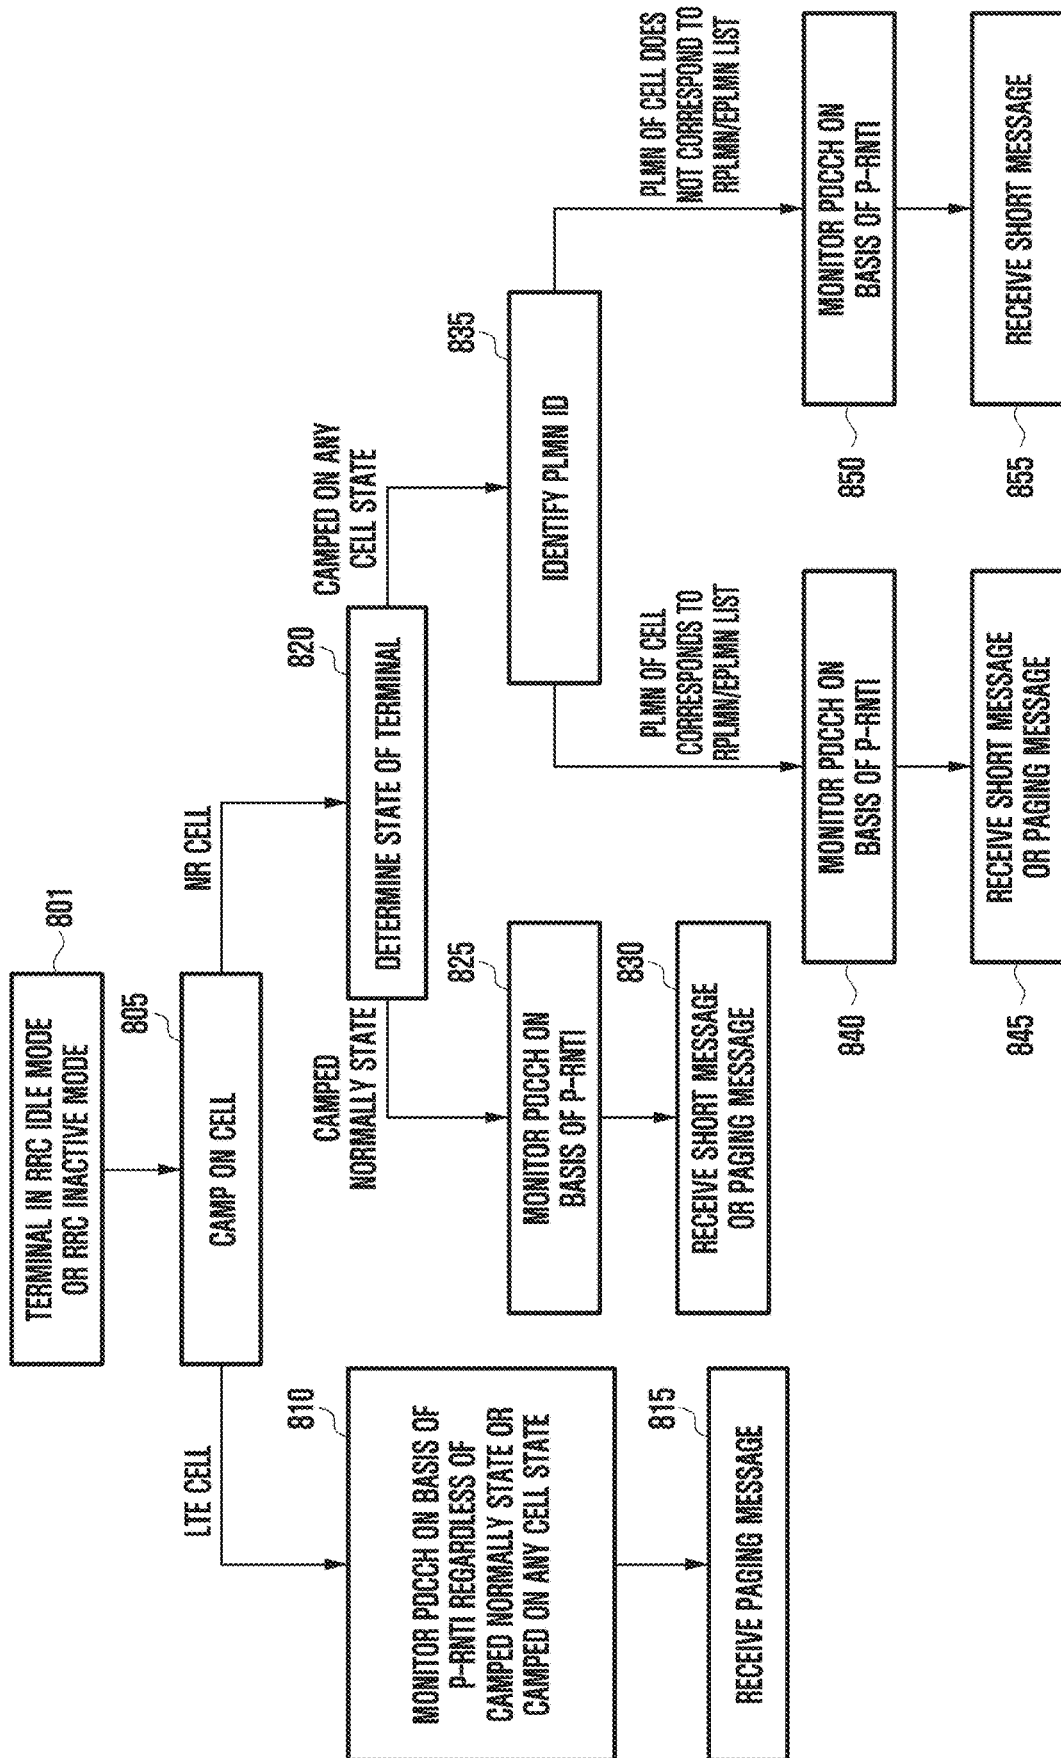 TERMINAL IN RRC IDLE MODE
OR RRC INACTIVE MODE
801
CAMP ON CELL
805
LTE CELL
NR CELL
MONITOR PDCCH ON BASIS OF
P-RNTI REGARDLESS OF
CAMPED NORMALLY STATE OR
CAMPED ON ANY CELL STATE
810
RECEIVE PAGING MESSAGE
815
DETERMINE STATE OF TERMINAL
820
CAMPED
NORMALLY STATE
CAMPED ON ANY
CELL STATE
MONITOR PDCCH ON
BASIS OF P-RNTI
825
RECEIVE SHORT MESSAGE
OR PAGING MESSAGE
830
IDENTIFY PLMN ID
835
PLMN OF CELL
CORRESPONDS TO
RPLMN/EPLMN LIST
PLMN OF CELL DOES
NOT CORRESPOND TO
RPLMN/EPLMN LIST
MONITOR PDCCH ON
BASIS OF P-RNTI
840
RECEIVE SHORT MESSAGE
OR PAGING MESSAGE
845
MONITOR PDCCH ON
BASIS OF P-RNTI
850
RECEIVE SHORT MESSAGE
855